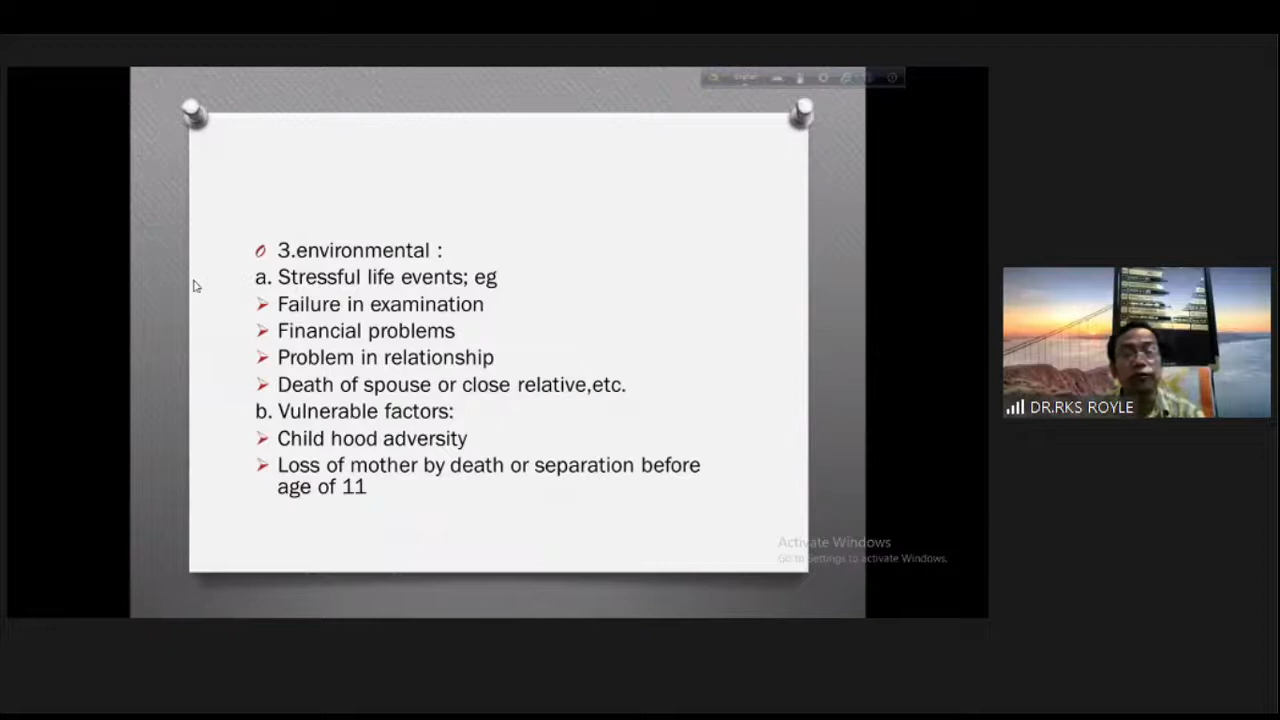 3.environmental :
a. Stressful life events; eg
Failure in examination
Financial problems
Problem in relationship
Death of spouse or close relative,etc.
b. Vulnerable factors:
Child hood adversity
Loss of mother by death or separation before
age of 11
Activate Windows
Go to Settings to activate Windows.
DR.RKS ROYLE